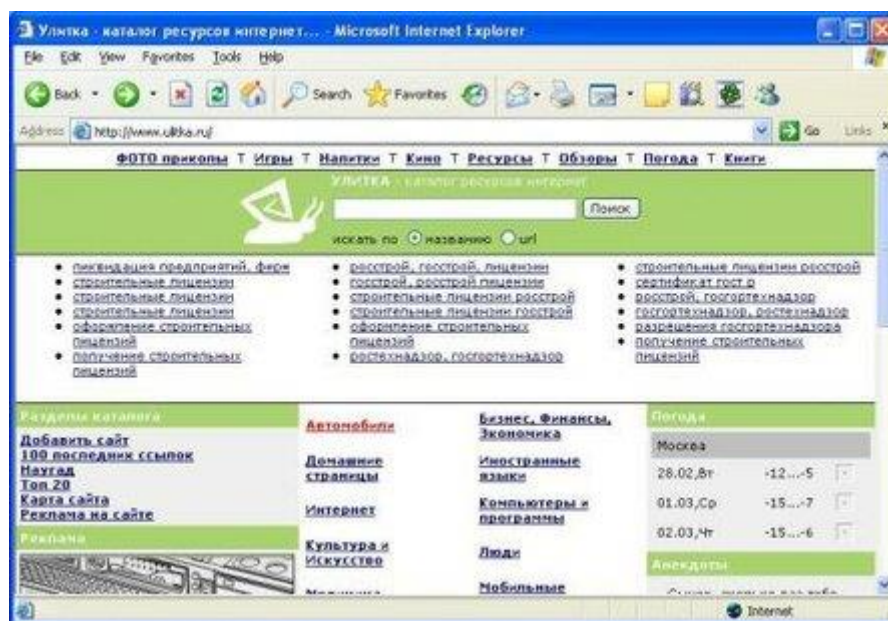 Улитка - каталог ресурсов интернет... - Microsoft Internet Explorer
File Edit View Favorites Tools Help
Back Search Favorites
Address http://www.ulitka.ru/ Go Links
ФОТО приколы Т Игры Т Напитки Т Кино Т Ресурсы Т Обзоры Т Погода Т Книги
УЛИТКА - каталог ресурсов интернет
Поиск
искать по названию url
ликвидация предприятий, фирм
строительные лицензии
строительные лицензии
строительные лицензии
оформление строительных
лицензий
получение строительных
лицензий
росстрой, госстрой, лицензии
госстрой, росстрой лицензии
строительные лицензии росстрой
строительные лицензии госстрой
оформление строительных
лицензий
ростехнадзор, госгортехнадзор
строительные лицензии росстрой
сертификат гост р
росстрой, госгортехнадзор
госгортехнадзор, ростехнадзор
разрешения госгортехнадзора
получение строительных
лицензий
Разделы каталога
Добавить сайт
100 последних ссылок
Наугад
Топ 20
Карта сайта
Реклама на сайте
Реклама
Автомобили
Домашние
страницы
Интернет
Культура и
Искусство
Бизнес, Финансы,
Экономика
Иностранные
языки
Компьютеры и
программы
Люди
Мобильные
Погода
Москва
28.02,Вт -12...-5
01.03,Ср -15...-7
02.03,Чт -15...-6
Анекдоты
Internet